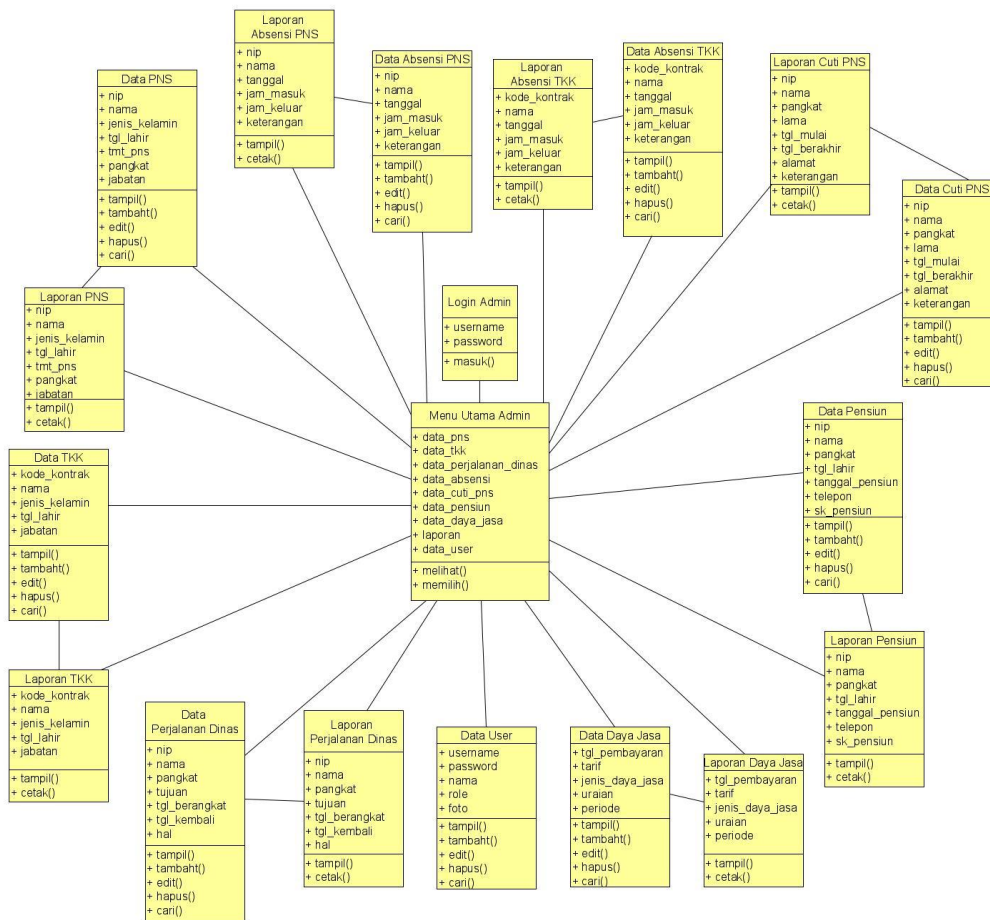 Laporan
Absensi PNS
+ nip
+ nama
+ tanggal
+ jam_masuk
+ jam_keluar
+ keterangan
+ tampil()
+ cetak()
Data Absensi PNS
+ nip
+ nama
+ tanggal
+ jam_masuk
+ jam_keluar
+ keterangan
+ tampil()
+ tambaht()
+ edit()
+ hapus()
+ cari()
Laporan
Absensi TKK
+ kode_kontrak
+ nama
+ tanggal
+ jam_masuk
+ jam_keluar
+ keterangan
+ tampil()
+ cetak()
Data Absensi TKK
+ kode_kontrak
+ nama
+ tanggal
+ jam_masuk
+ jam_keluar
+ keterangan
+ tampil()
+ tambaht()
+ edit()
+ hapus()
+ cari()
Laporan Cuti PNS
+ nip
+ nama
+ pangkat
+ lama
+ tgl_mulai
+ tgl_berakhir
+ alamat
+ keterangan
+ tampil()
+ cetak()
Data PNS
+ nip
+ nama
+ jenis_kelamin
+ tgl_lahir
+ tmt_pns
+ pangkat
+ jabatan
+ tampil()
+ tambaht()
+ edit()
+ hapus()
+ cari()
Data Cuti PNS
+ nip
+ nama
+ pangkat
+ lama
+ tgl_mulai
+ tgl_berakhir
+ alamat
+ keterangan
+ tampil()
+ tambaht()
+ edit()
+ hapus()
+ cari()
Laporan PNS
+ nip
+ nama
+ jenis_kelamin
+ tgl_lahir
+ tmt_pns
+ pangkat
+ jabatan
+ tampil()
+ cetak()
Login Admin
+ username
+ password
+ masuk()
Menu Utama Admin
+ data_pns
+ data_tkk
+ data_perjalanan_dinas
+ data_absensi
+ data_cuti_pns
+ data_pensiun
+ data_daya_jasa
+ laporan
+ data_user
+ melihat()
+ memilih()
Data Pensiun
+ nip
+ nama
+ pangkat
+ tgl_lahir
+ tanggal_pensiun
+ telepon
+ sk_pensiun
+ tampil()
+ tambaht()
+ edit()
+ hapus()
+ cari()
Data TKK
+ kode_kontrak
+ nama
+ jenis_kelamin
+ tgl_lahir
+ jabatan
+ tampil()
+ tambaht()
+ edit()
+ hapus()
+ cari()
Laporan Pensiun
+ nip
+ nama
+ pangkat
+ tgl_lahir
+ tanggal_pensiun
+ telepon
+ sk_pensiun
+ tampil()
+ cetak()
Laporan TKK
+ kode_kontrak
+ nama
+ jenis_kelamin
+ tgl_lahir
+ jabatan
+ tampil()
+ cetak()
Data
Perjalanan Dinas
+ nip
+ nama
+ pangkat
+ tujuan
+ tgl_berangkat
+ tgl_kembali
+ hal
+ tampil()
+ tambaht()
+ edit()
+ hapus()
+ cari()
Laporan
Perjalanan Dinas
+ nip
+ nama
+ pangkat
+ tujuan
+ tgl_berangkat
+ tgl_kembali
+ hal
+ tampil()
+ cetak()
Data User
+ username
+ password
+ nama
+ role
+ foto
+ tampil()
+ tambaht()
+ edit()
+ hapus()
+ cari()
Data Daya Jasa
+ tgl_pembayaran
+ tarif
+ jenis_daya_jasa
+ uraian
+ periode
+ tampil()
+ tambaht()
+ edit()
+ hapus()
+ cari()
Laporan Daya Jasa
+ tgl_pembayaran
+ tarif
+ jenis_daya_jasa
+ uraian
+ periode
+ tampil()
+ cetak()